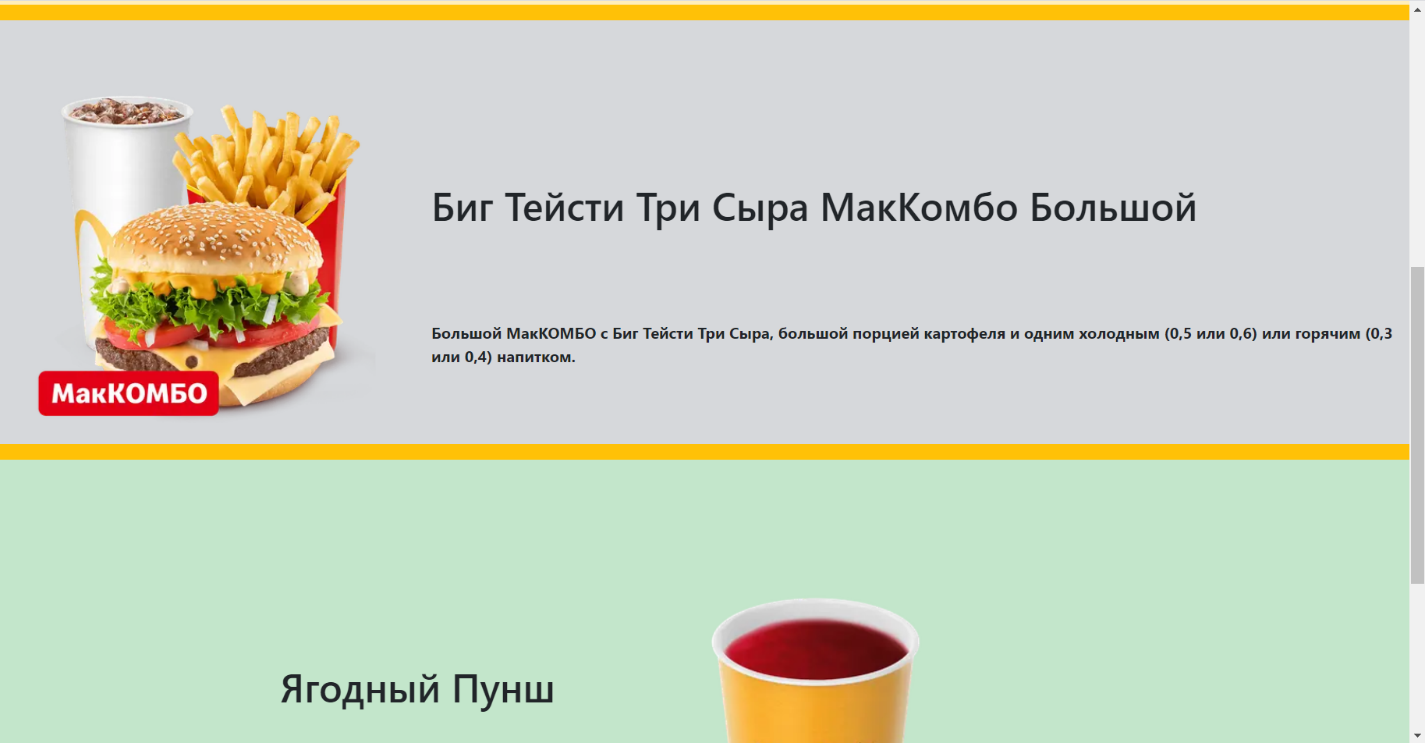 Биг Тейсти Три Сыра МакКомбо Большой
Большой МакКОМБО с Биг Тейсти Три Сыра, большой порцией картофеля и одним холодным (0,5 или 0,6) или горячим (0,3
или 0,4) напитком.
МакКОМБО
Ягодный Пунш